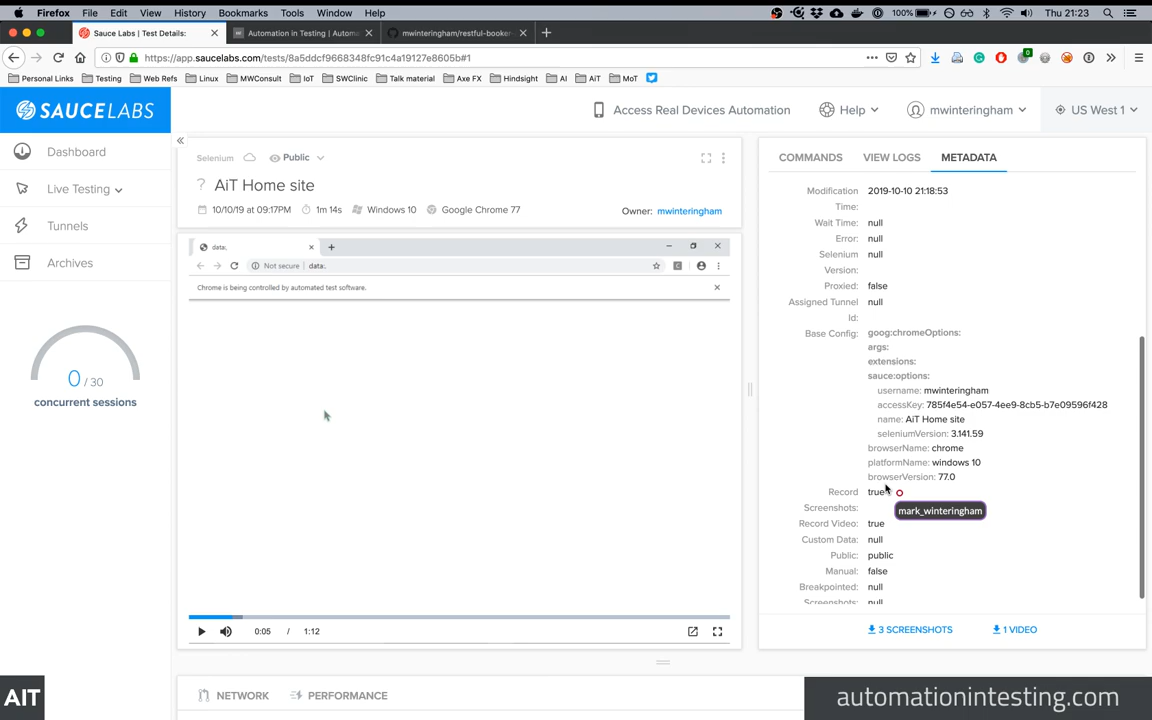 Firefox File Edit View History Bookmarks Tools Window Help 100% Thu 21:23
Sauce Labs | Test Details: Automation in Testing | Automa mwinteringham/restful-booker-
https://app.saucelabs.com/tests/8a5ddcf9668348fc91c4a19127e8605b#1
Personal Links Testing Web Refs Linux MWConsult IoT SWClinic Talk material Axe FX Hindsight AI AiT MoT
SAUCELABS
Access Real Devices Automation Help mwinteringham US West 1
Dashboard
Live Testing
Tunnels
Archives
0 / 30
concurrent sessions
Selenium Public
? AiT Home site
10/10/19 at 09:17PM 1m 14s Windows 10 Google Chrome 77 Owner: mwinteringham
data;
Not secure | data:.
Chrome is being controlled by automated test software.
0:05 / 1:12
COMMANDS VIEW LOGS METADATA
Modification 2019-10-10 21:18:53
Time:
Wait Time: null
Error: null
Selenium null
Version:
Proxied: false
Assigned Tunnel null
Id:
Base Config: goog:chromeOptions:
args:
extensions:
sauce:options:
username: mwinteringham
accessKey: 785f4e54-e057-4ee9-8cb5-b7e09596f428
name: AiT Home site
seleniumVersion: 3.141.59
browserName: chrome
platformName: windows 10
browserVersion: 77.0
Record true
mark_winteringham
Screenshots:
Record Video: true
Custom Data: null
Public: public
Manual: false
Breakpointed: null
Screenshots: null
3 SCREENSHOTS 1 VIDEO
NETWORK PERFORMANCE
AIT
automationintesting.com